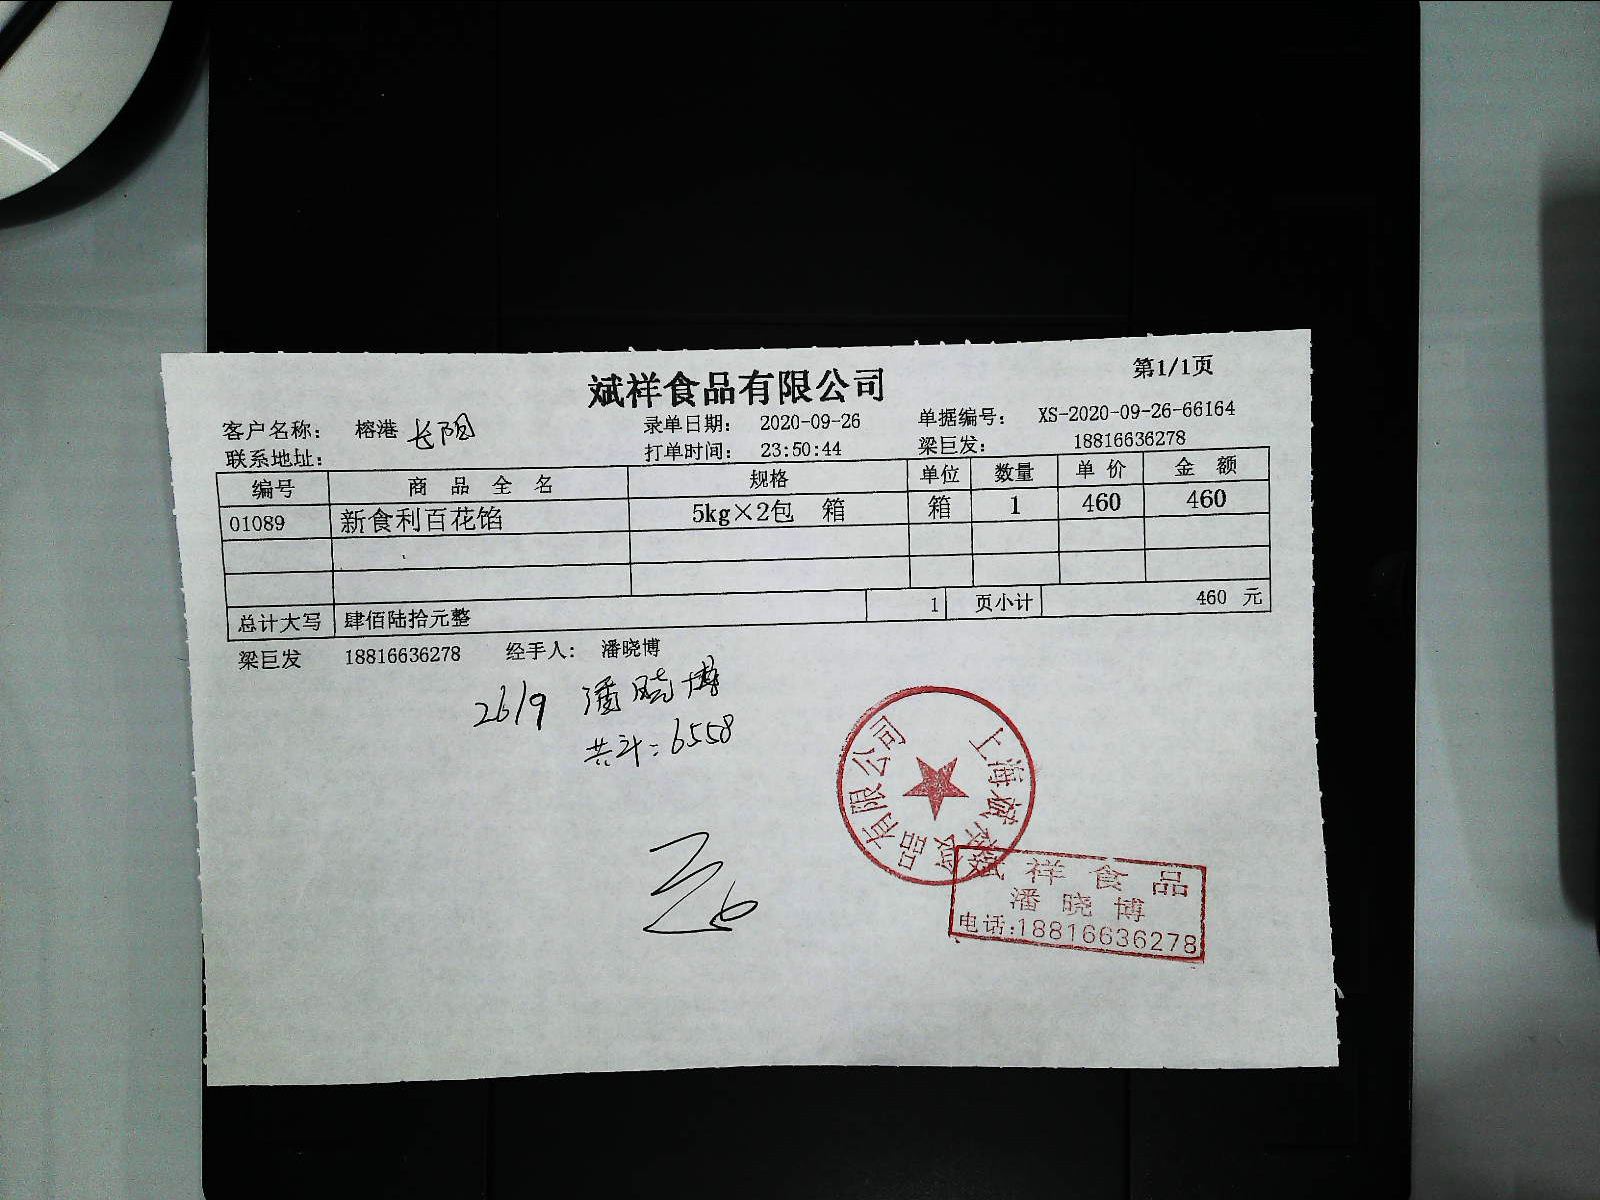 斌祥食品有限公司
第1/1页
客户名称： 榕港 长阳 录单日期： 2020-09-26 单据编号： XS-2020-09-26-66164
联系地址： 打单时间： 23:50:44 梁巨发： 18816636278
编号 商 品 全 名 规格 单位 数量 单 价 金 额
01089 新食利百花馅 5kg×2包 箱 箱 1 460 460
总计大写 肆佰陆拾元整 1 页小计 460 元
梁巨发 18816636278 经手人： 潘晓博
26/9 潘晓博
共计：6558
上海斌祥食品有限公司
斌祥食品
潘晓博
电话:18816636278